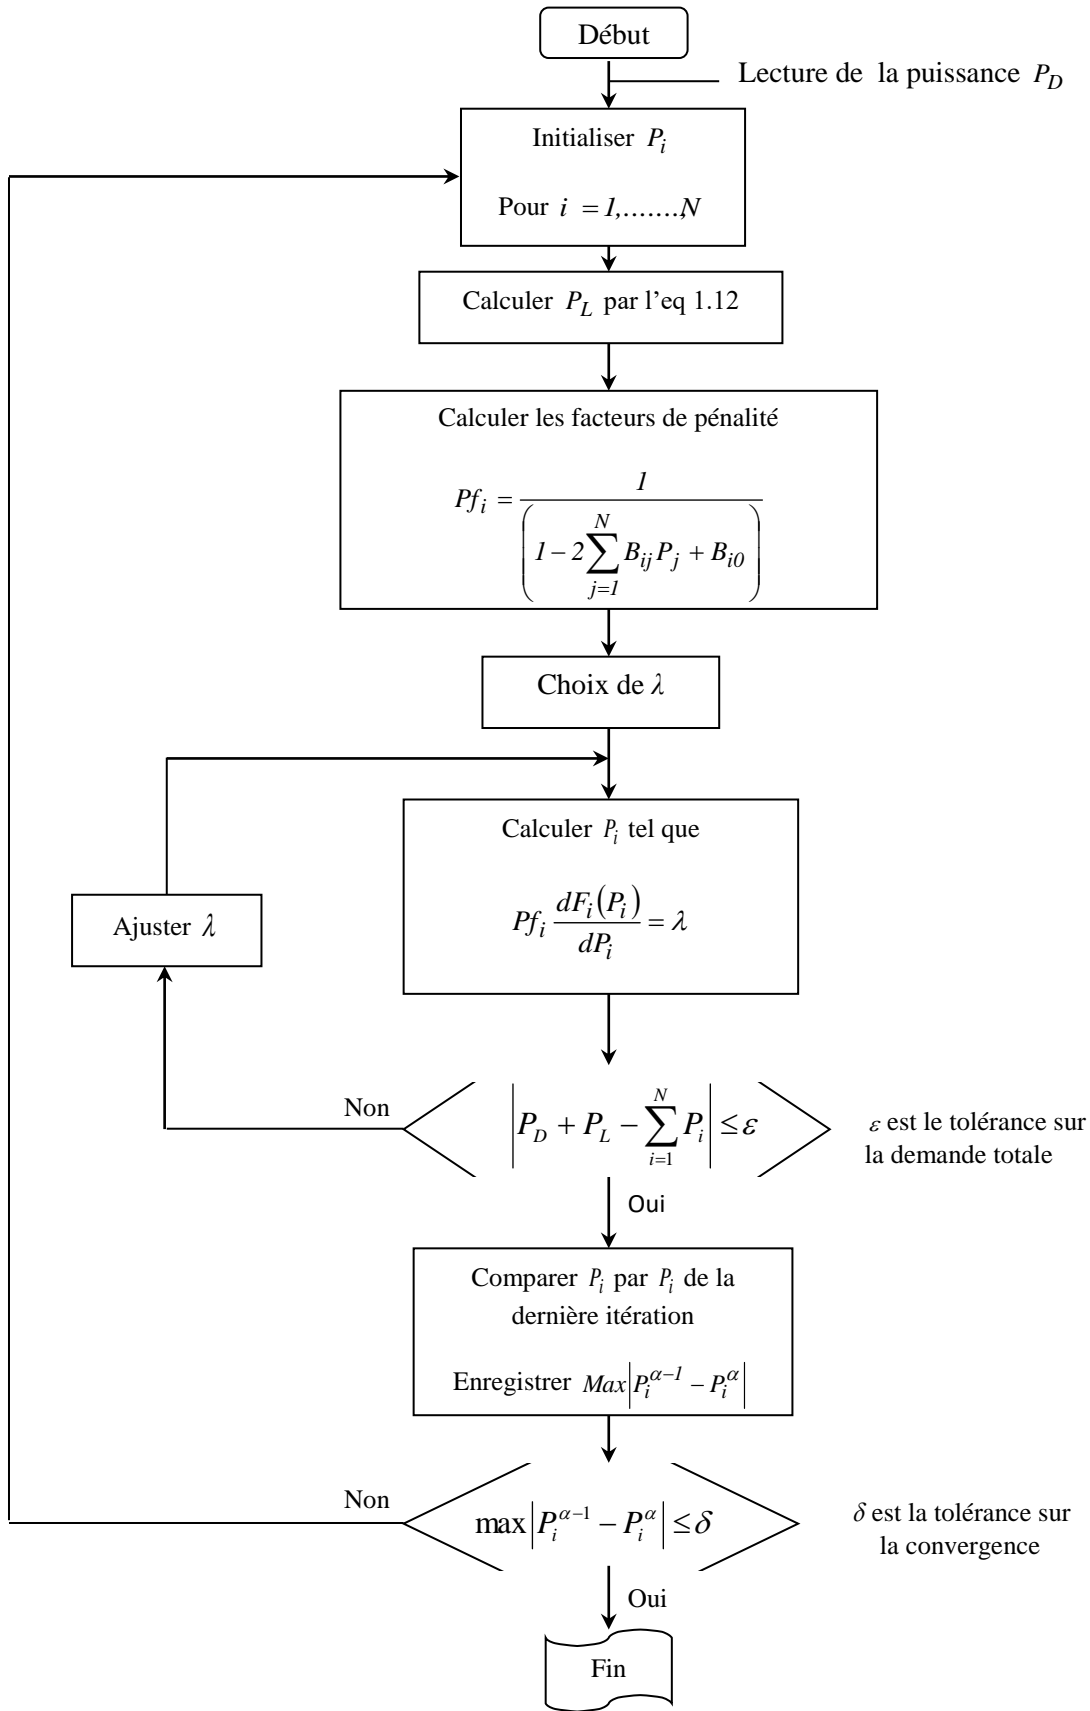 Début
Lecture de la puissance P_D
Initialiser P_i
Pour i = 1,.......,N
Calculer P_L par l'eq 1.12
Calculer les facteurs de pénalité
Pf_i = 1 / (1 − 2 ∑_{j=1}^{N} B_{ij} P_j + B_{i0})
Choix de λ
Calculer P_i tel que
Pf_i dF_i(P_i)/dP_i = λ
Ajuster λ
Non
|P_D + P_L − ∑_{i=1}^{N} P_i| ≤ ε
ε est le tolérance sur
la demande totale
Oui
Comparer P_i par P_i de la
dernière itération
Enregistrer Max|P_i^{α−1} − P_i^α|
Non
max|P_i^{α−1} − P_i^α| ≤ δ
δ est la tolérance sur
la convergence
Oui
Fin